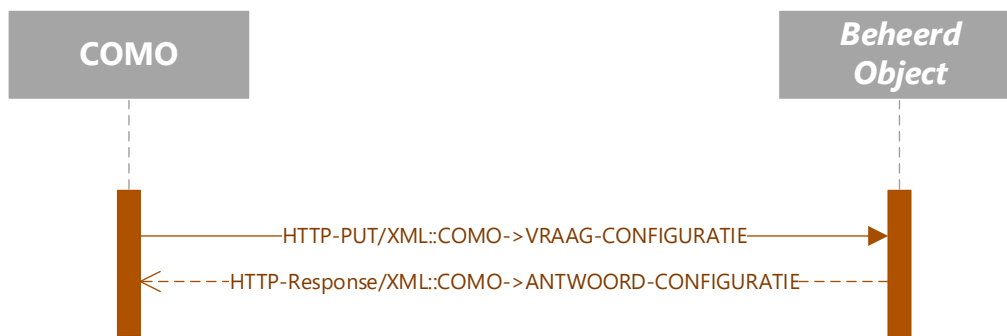 COMO
Beheerd
Object
HTTP-PUT/XML::COMO->VRAAG-CONFIGURATIE
HTTP-Response/XML::COMO->ANTWOORD-CONFIGURATIE